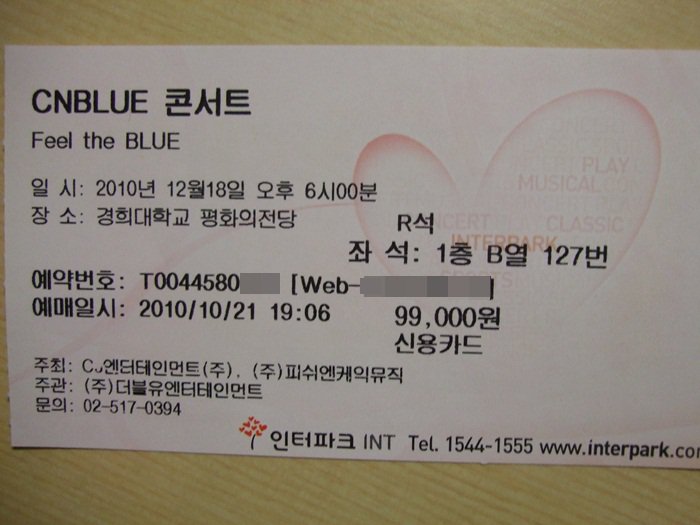 CNBLUE 콘서트
Feel the BLUE
일 시: 2010년 12월18일 오후 6시00분
장 소: 경희대학교 평화의전당
R석
좌 석: 1층 B열 127번
예약번호: T0044580 [Web-]
예매일시: 2010/10/21 19:06
99,000원
신용카드
주최: CJ엔터테인먼트(주), (주)피쉬엔케익뮤직
주관: (주)더블유엔터테인먼트
문의: 02-517-0394
PLAY
MUSICAL
CLASSIC
INTERPARK
인터파크 INT Tel. 1544-1555 www.interpark.com